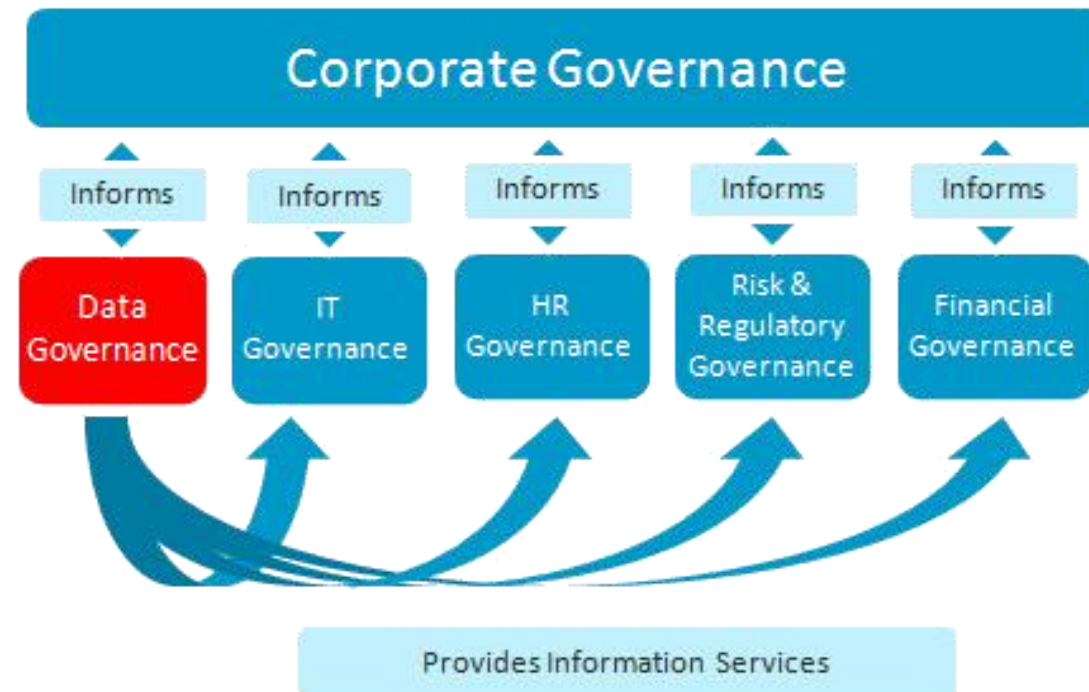 Corporate Governance
Informs
Informs
Informs
Informs
Informs
Data
Governance
IT
Governance
HR
Governance
Risk &
Regulatory
Governance
Financial
Governance
Provides Information Services